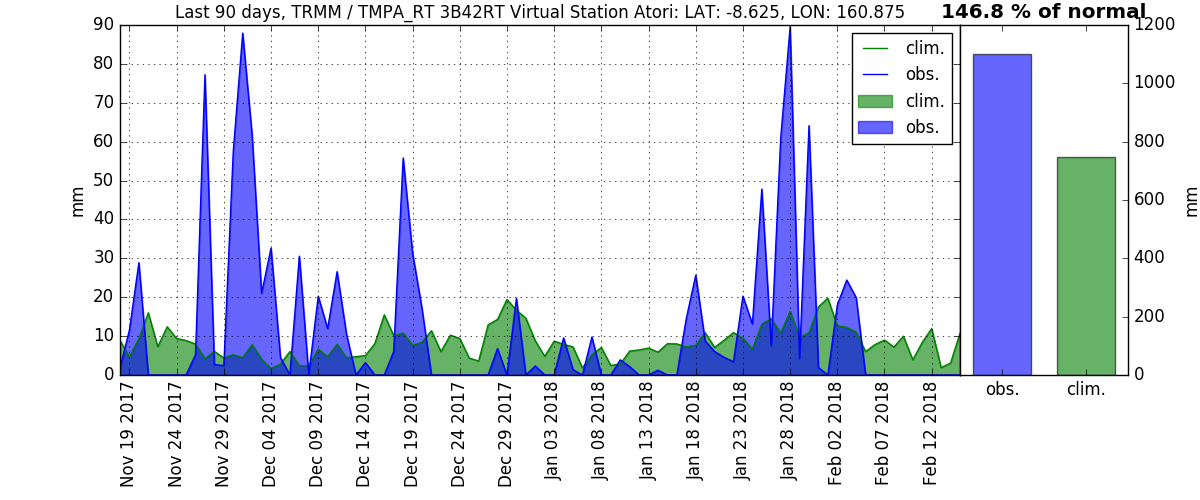 Last 90 days, TRMM / TMPA_RT 3B42RT Virtual Station Atori: LAT: -8.625, LON: 160.875
146.8 % of normal
90
80
70
60
50
40
30
20
10
0
mm
clim.
obs.
clim.
obs.
1200
1000
800
600
400
200
0
mm
Nov 19 2017
Nov 24 2017
Nov 29 2017
Dec 04 2017
Dec 09 2017
Dec 14 2017
Dec 19 2017
Dec 24 2017
Dec 29 2017
Jan 03 2018
Jan 08 2018
Jan 13 2018
Jan 18 2018
Jan 23 2018
Jan 28 2018
Feb 02 2018
Feb 07 2018
Feb 12 2018
obs.
clim.